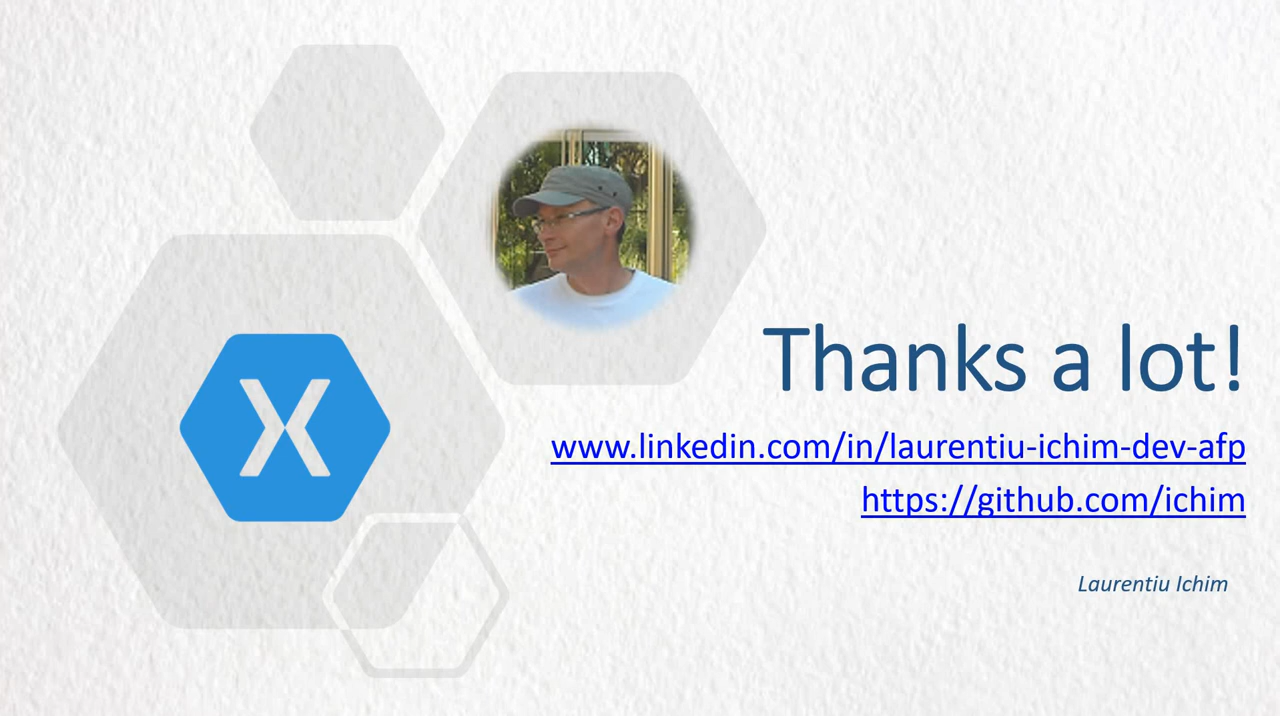 X
Thanks a lot!
www.linkedin.com/in/laurentiu-ichim-dev-afp
https://github.com/ichim
Laurentiu Ichim